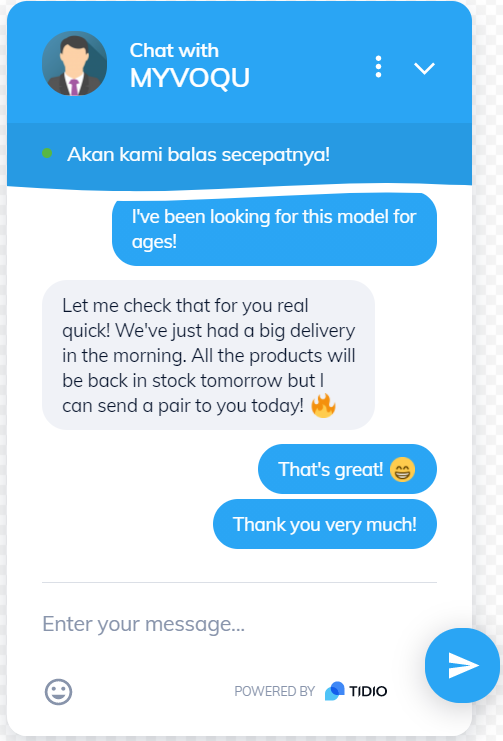 Chat with
MYVOQU
Akan kami balas secepatnya!
I've been looking for this model for
ages!
Let me check that for you real
quick! We've just had a big delivery
in the morning. All the products will
be back in stock tomorrow but I
can send a pair to you today! 🔥
That's great! 😁
Thank you very much!
Enter your message...
POWERED BY TIDIO